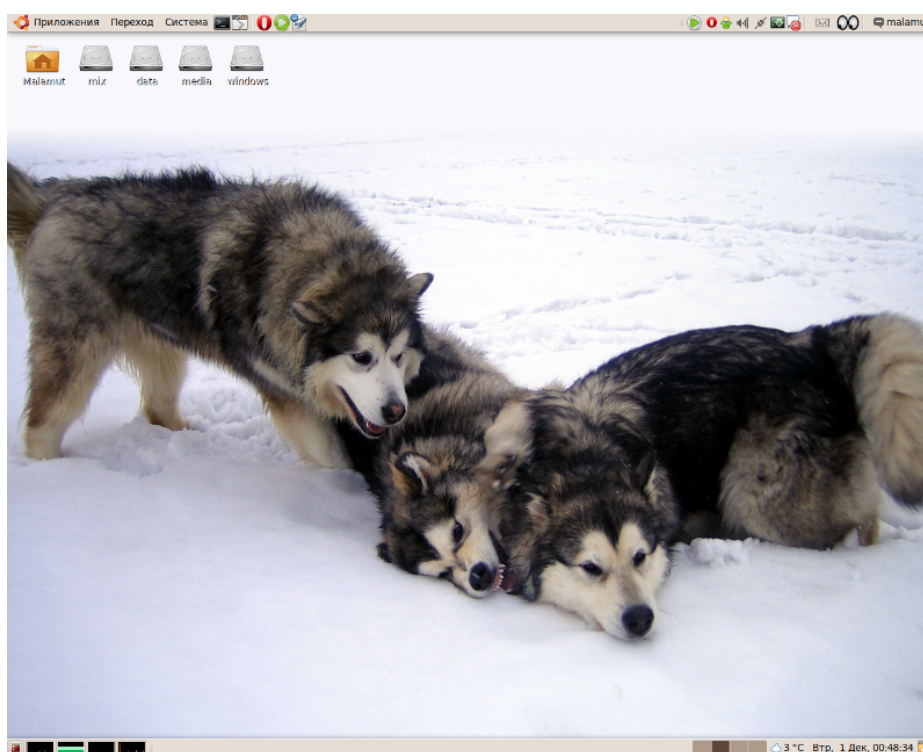 Приложения Переход Система
malamu
Malamut mix data media windows
3 °C Втр, 1 Дек, 00:48:34